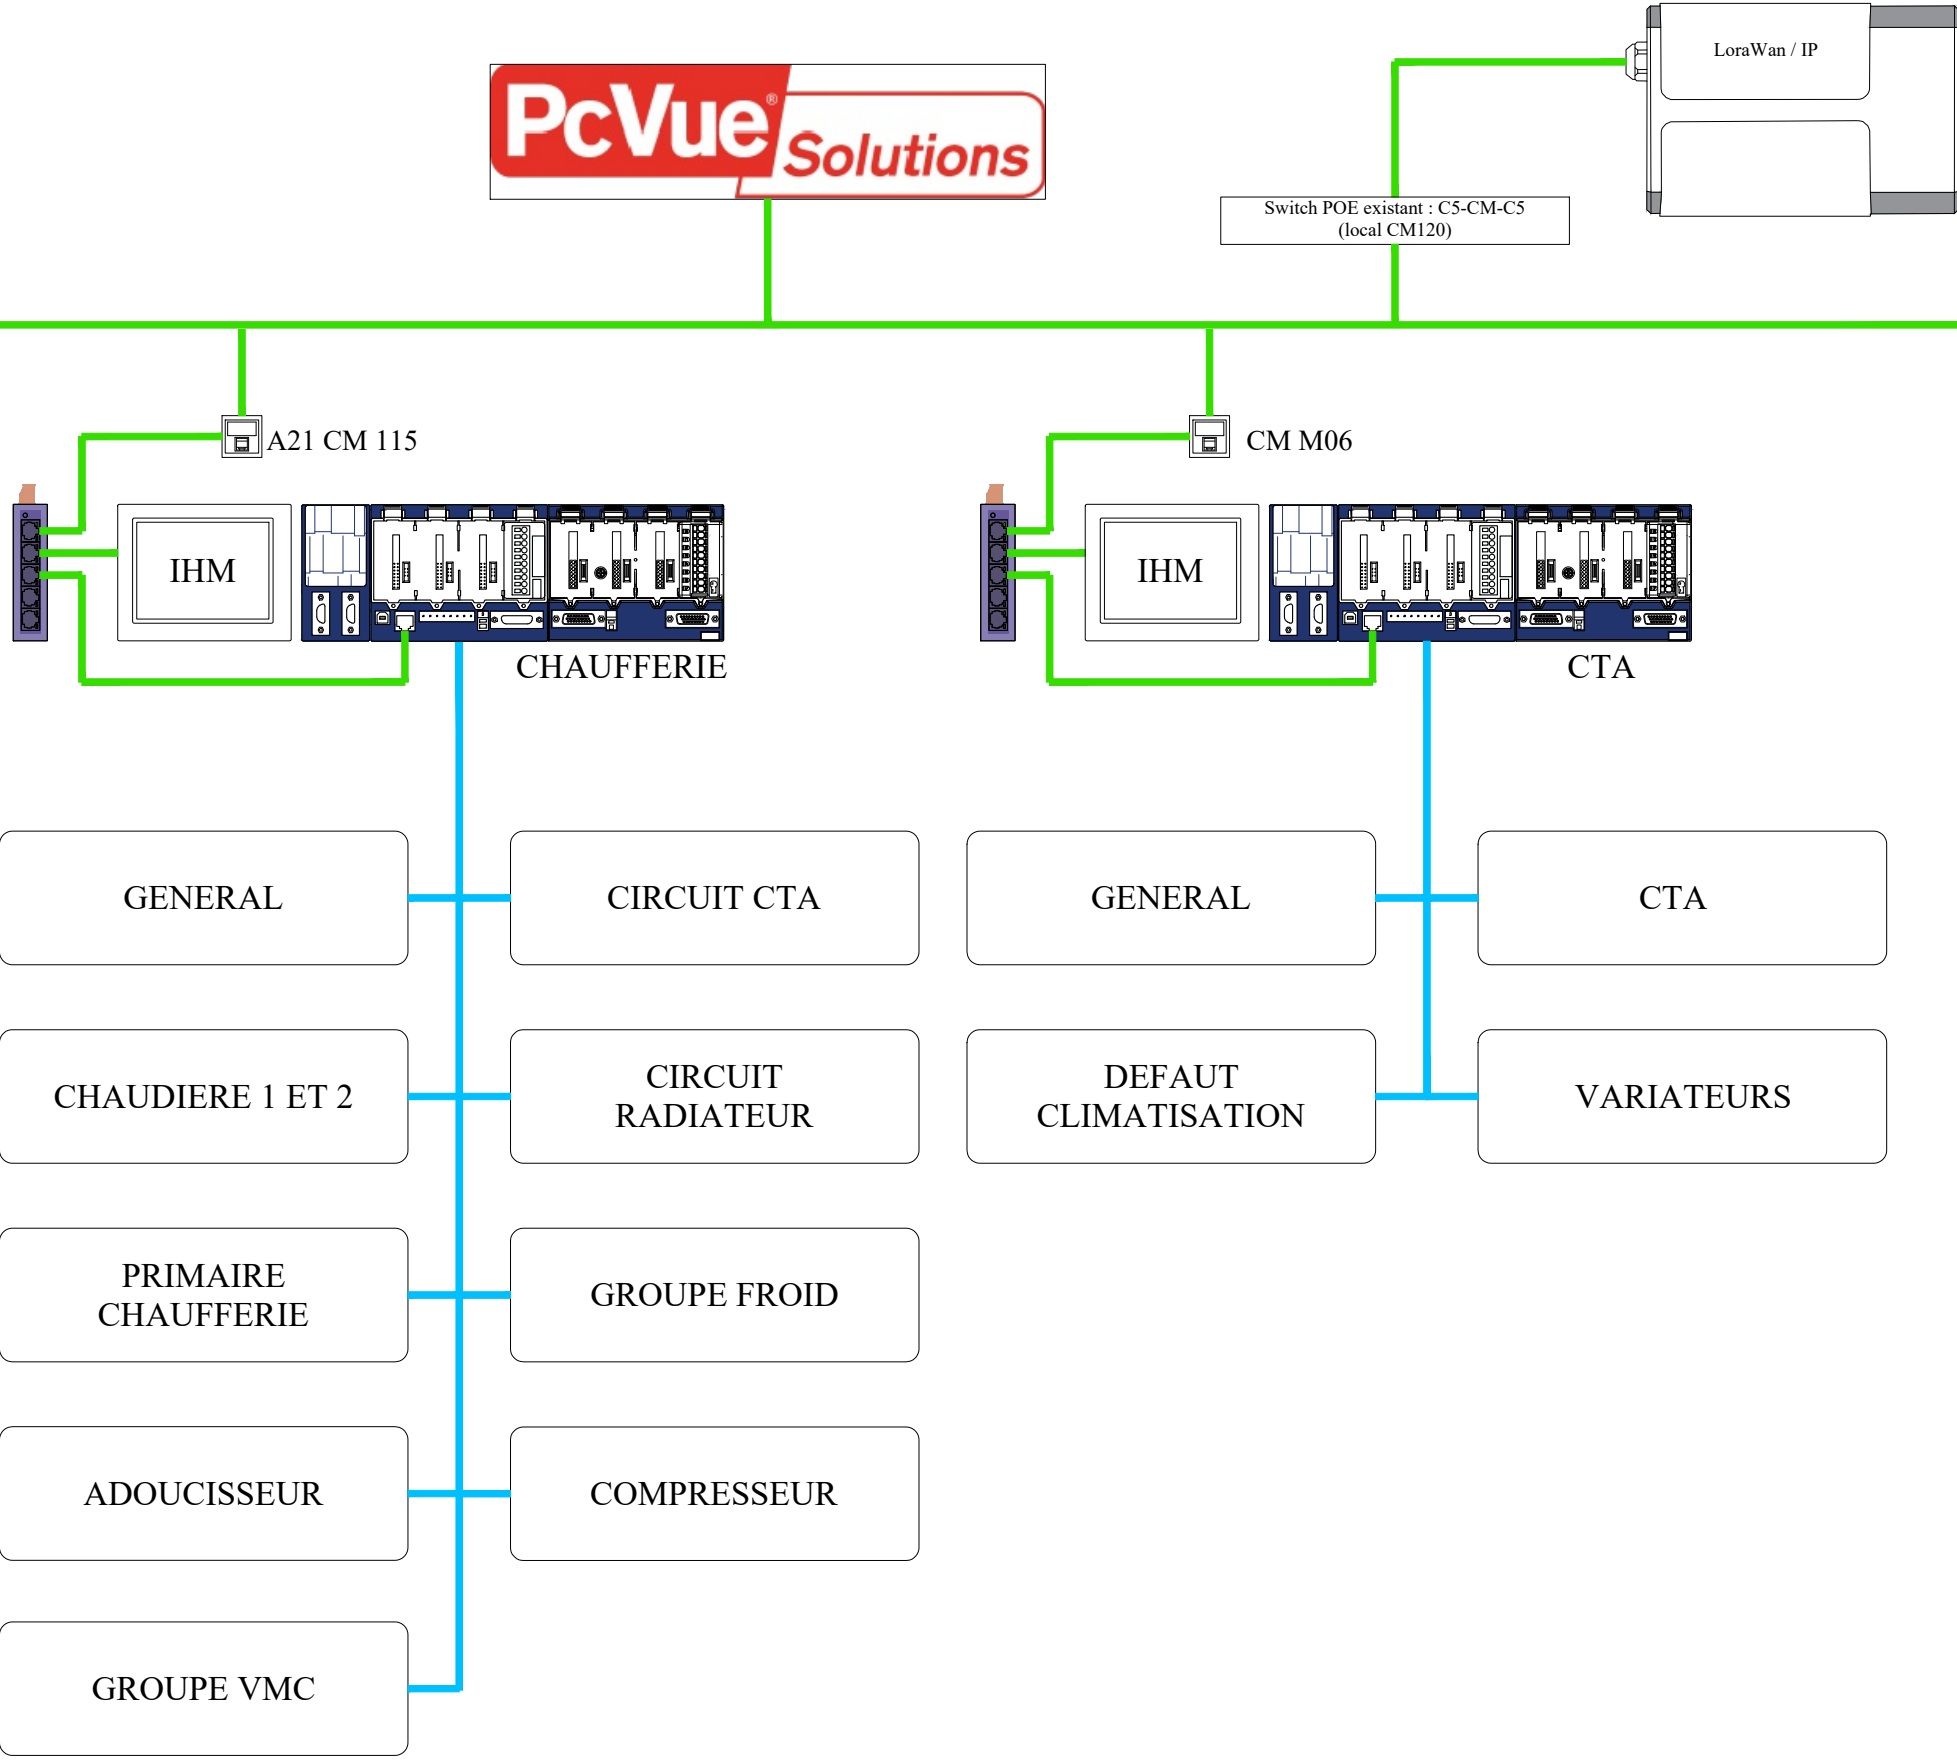 LoraWan / IP
PcVue®
Solutions
Switch POE existant : C5-CM-C5
(local CM120)
A21 CM 115
CM M06
IHM
IHM
CHAUFFERIE
CTA
GENERAL
CIRCUIT CTA
GENERAL
CTA
CHAUDIERE 1 ET 2
CIRCUIT
RADIATEUR
DEFAUT
CLIMATISATION
VARIATEURS
PRIMAIRE
CHAUFFERIE
GROUPE FROID
ADOUCISSEUR
COMPRESSEUR
GROUPE VMC